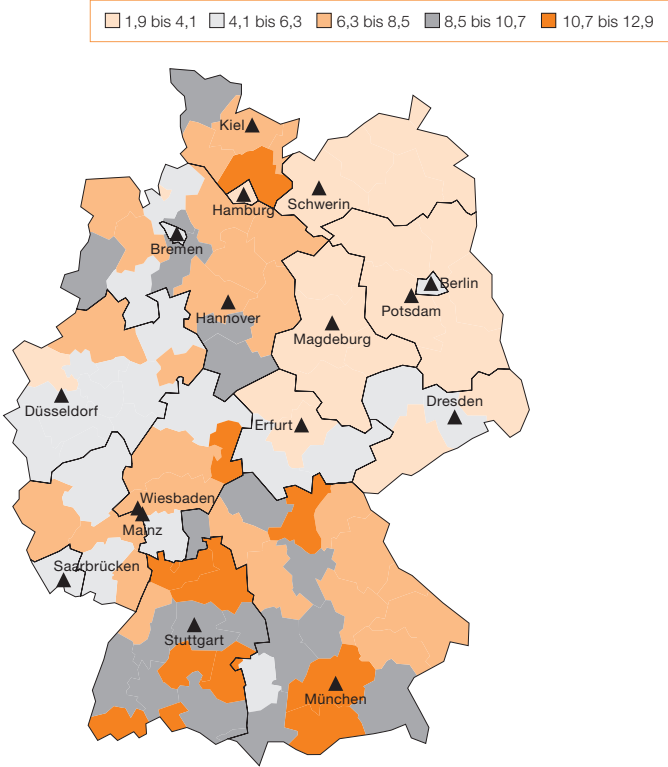 1,9 bis 4,1 4,1 bis 6,3 6,3 bis 8,5 8,5 bis 10,7 10,7 bis 12,9
Kiel
Schwerin
Hamburg
Bremen
Berlin
Potsdam
Hannover
Magdeburg
Düsseldorf
Dresden
Erfurt
Wiesbaden
Mainz
Saarbrücken
Stuttgart
München